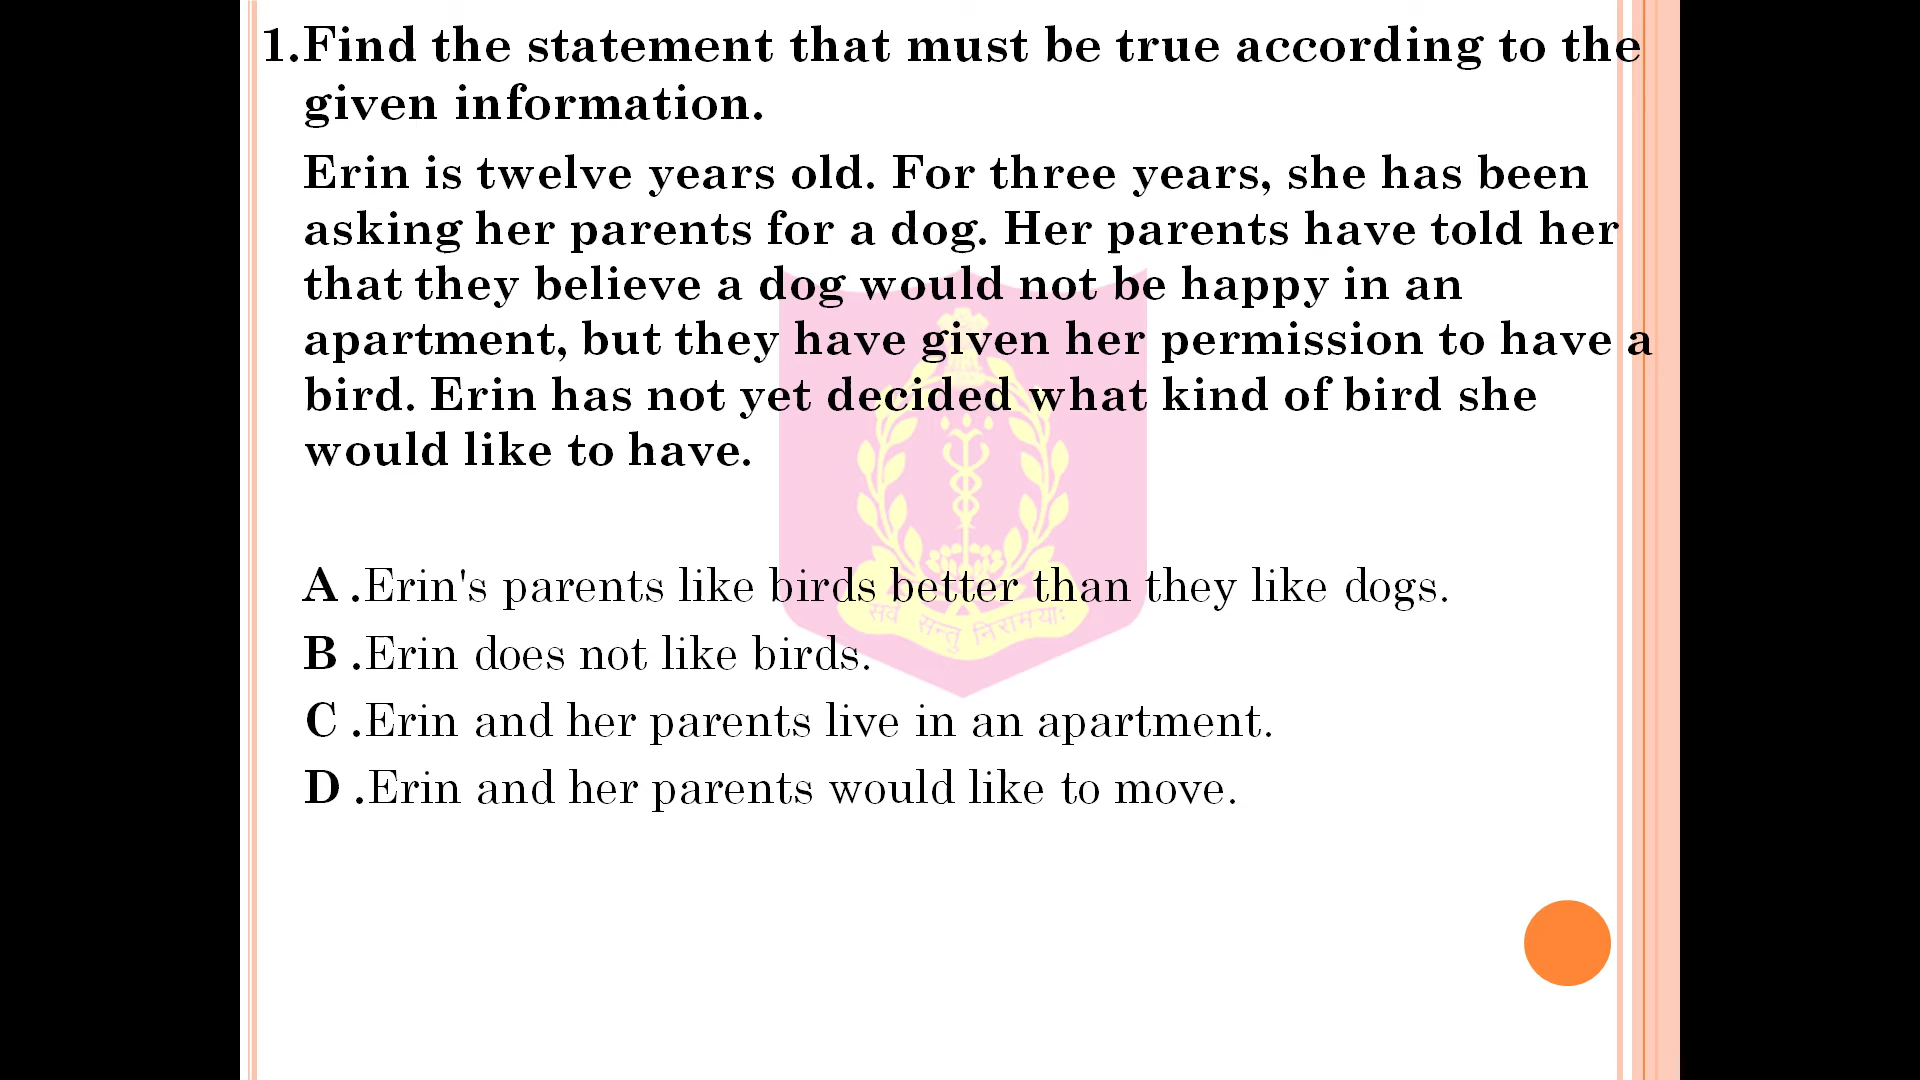 1.Find the statement that must be true according to the
given information.
Erin is twelve years old. For three years, she has been
asking her parents for a dog. Her parents have told her
that they believe a dog would not be happy in an
apartment, but they have given her permission to have a
bird. Erin has not yet decided what kind of bird she
would like to have.
A .Erin's parents like birds better than they like dogs.
सर्वे सन्तु निरामयाः
B .Erin does not like birds.
C .Erin and her parents live in an apartment.
D .Erin and her parents would like to move.